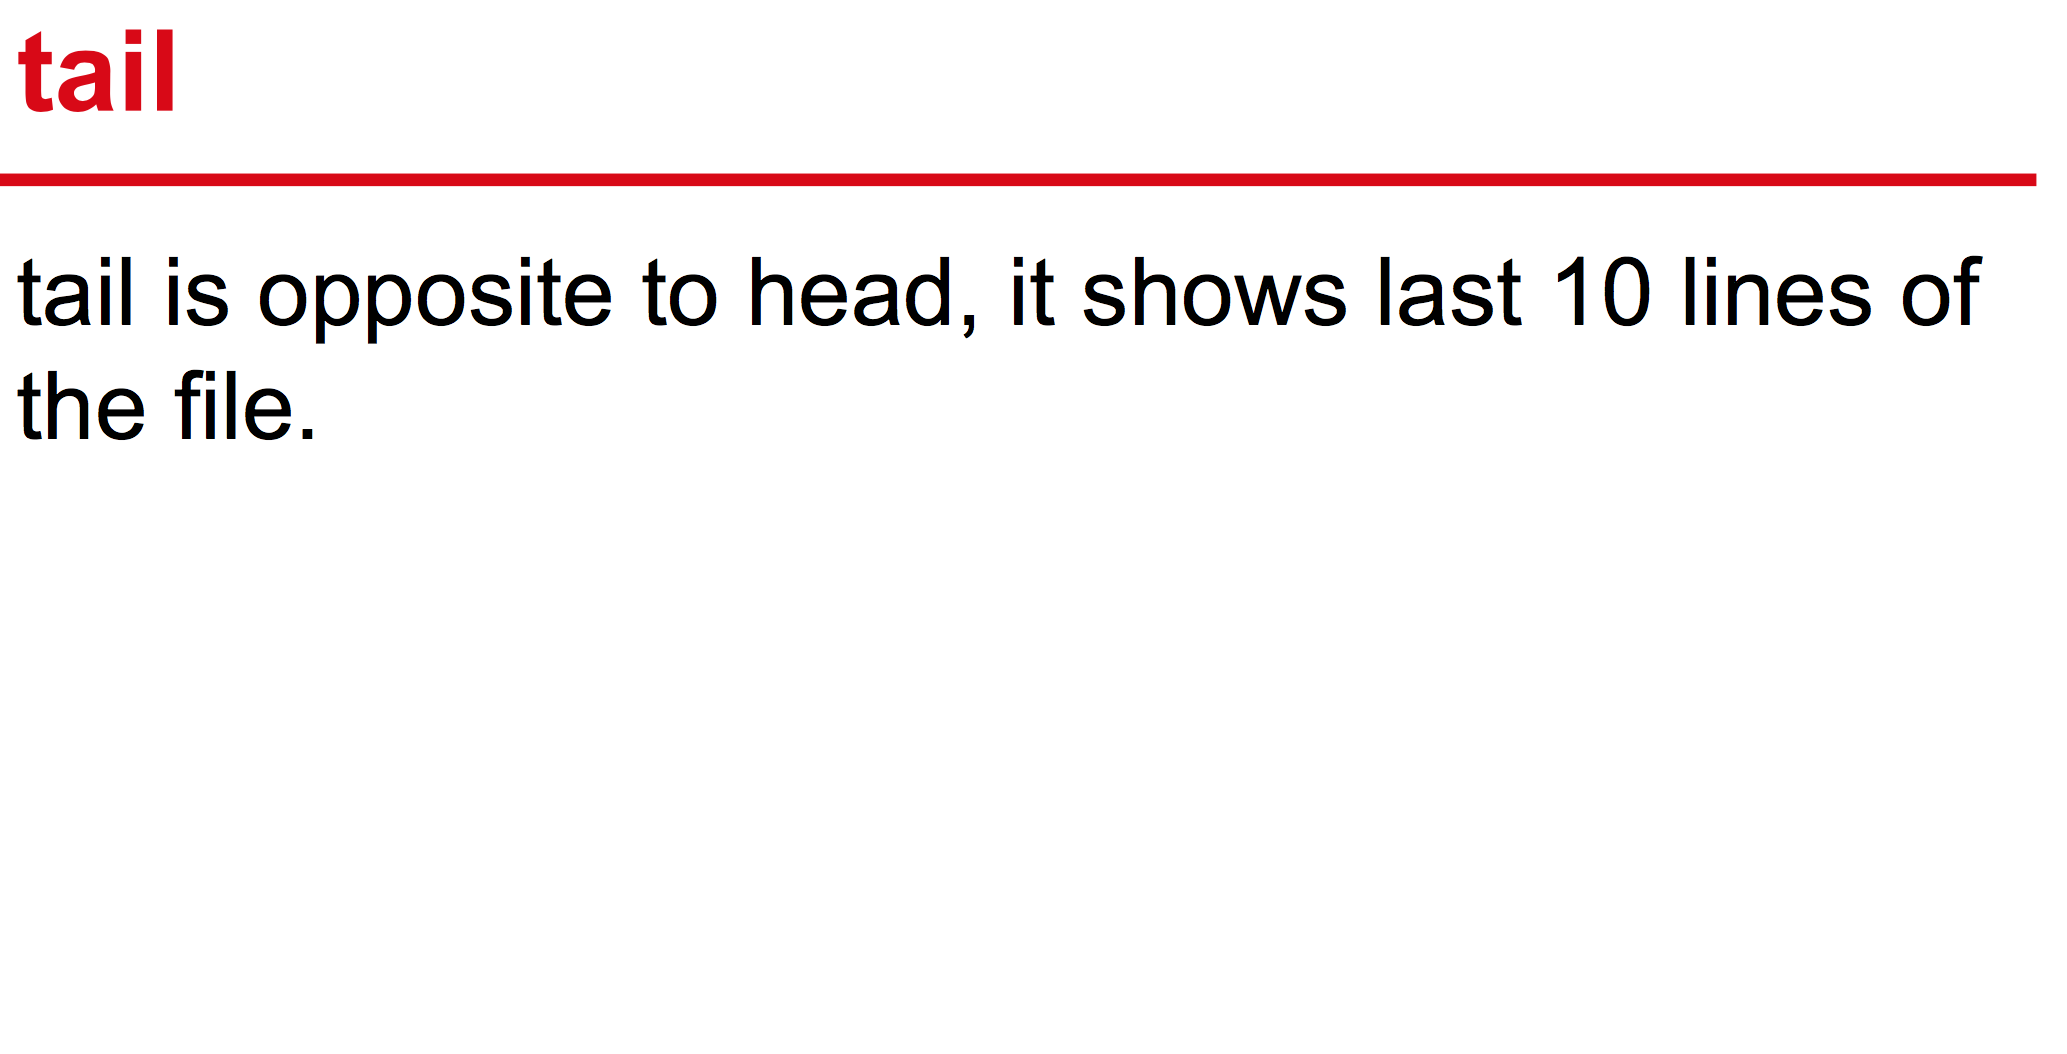 tail
tail is opposite to head, it shows last 10 lines of
the file.